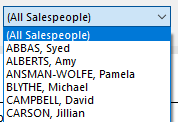 (All Salespeople)
(All Salespeople)
ABBAS, Syed
ALBERTS, Amy
ANSMAN-WOLFE, Pamela
BLYTHE, Michael
CAMPBELL, David
CARSON, Jillian